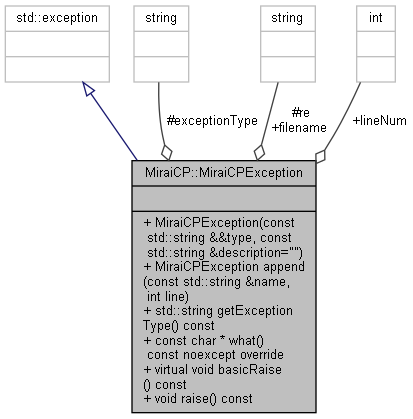 std::exception
string
string
int
#exceptionType
#re
+filename
+lineNum
MiraiCP::MiraiCPException
+ MiraiCPException(const
std::string &&type, const
std::string &description="")
+ MiraiCPException append
(const std::string &name,
int line)
+ std::string getException
Type() const
+ const char * what()
const noexcept override
+ virtual void basicRaise
() const
+ void raise() const